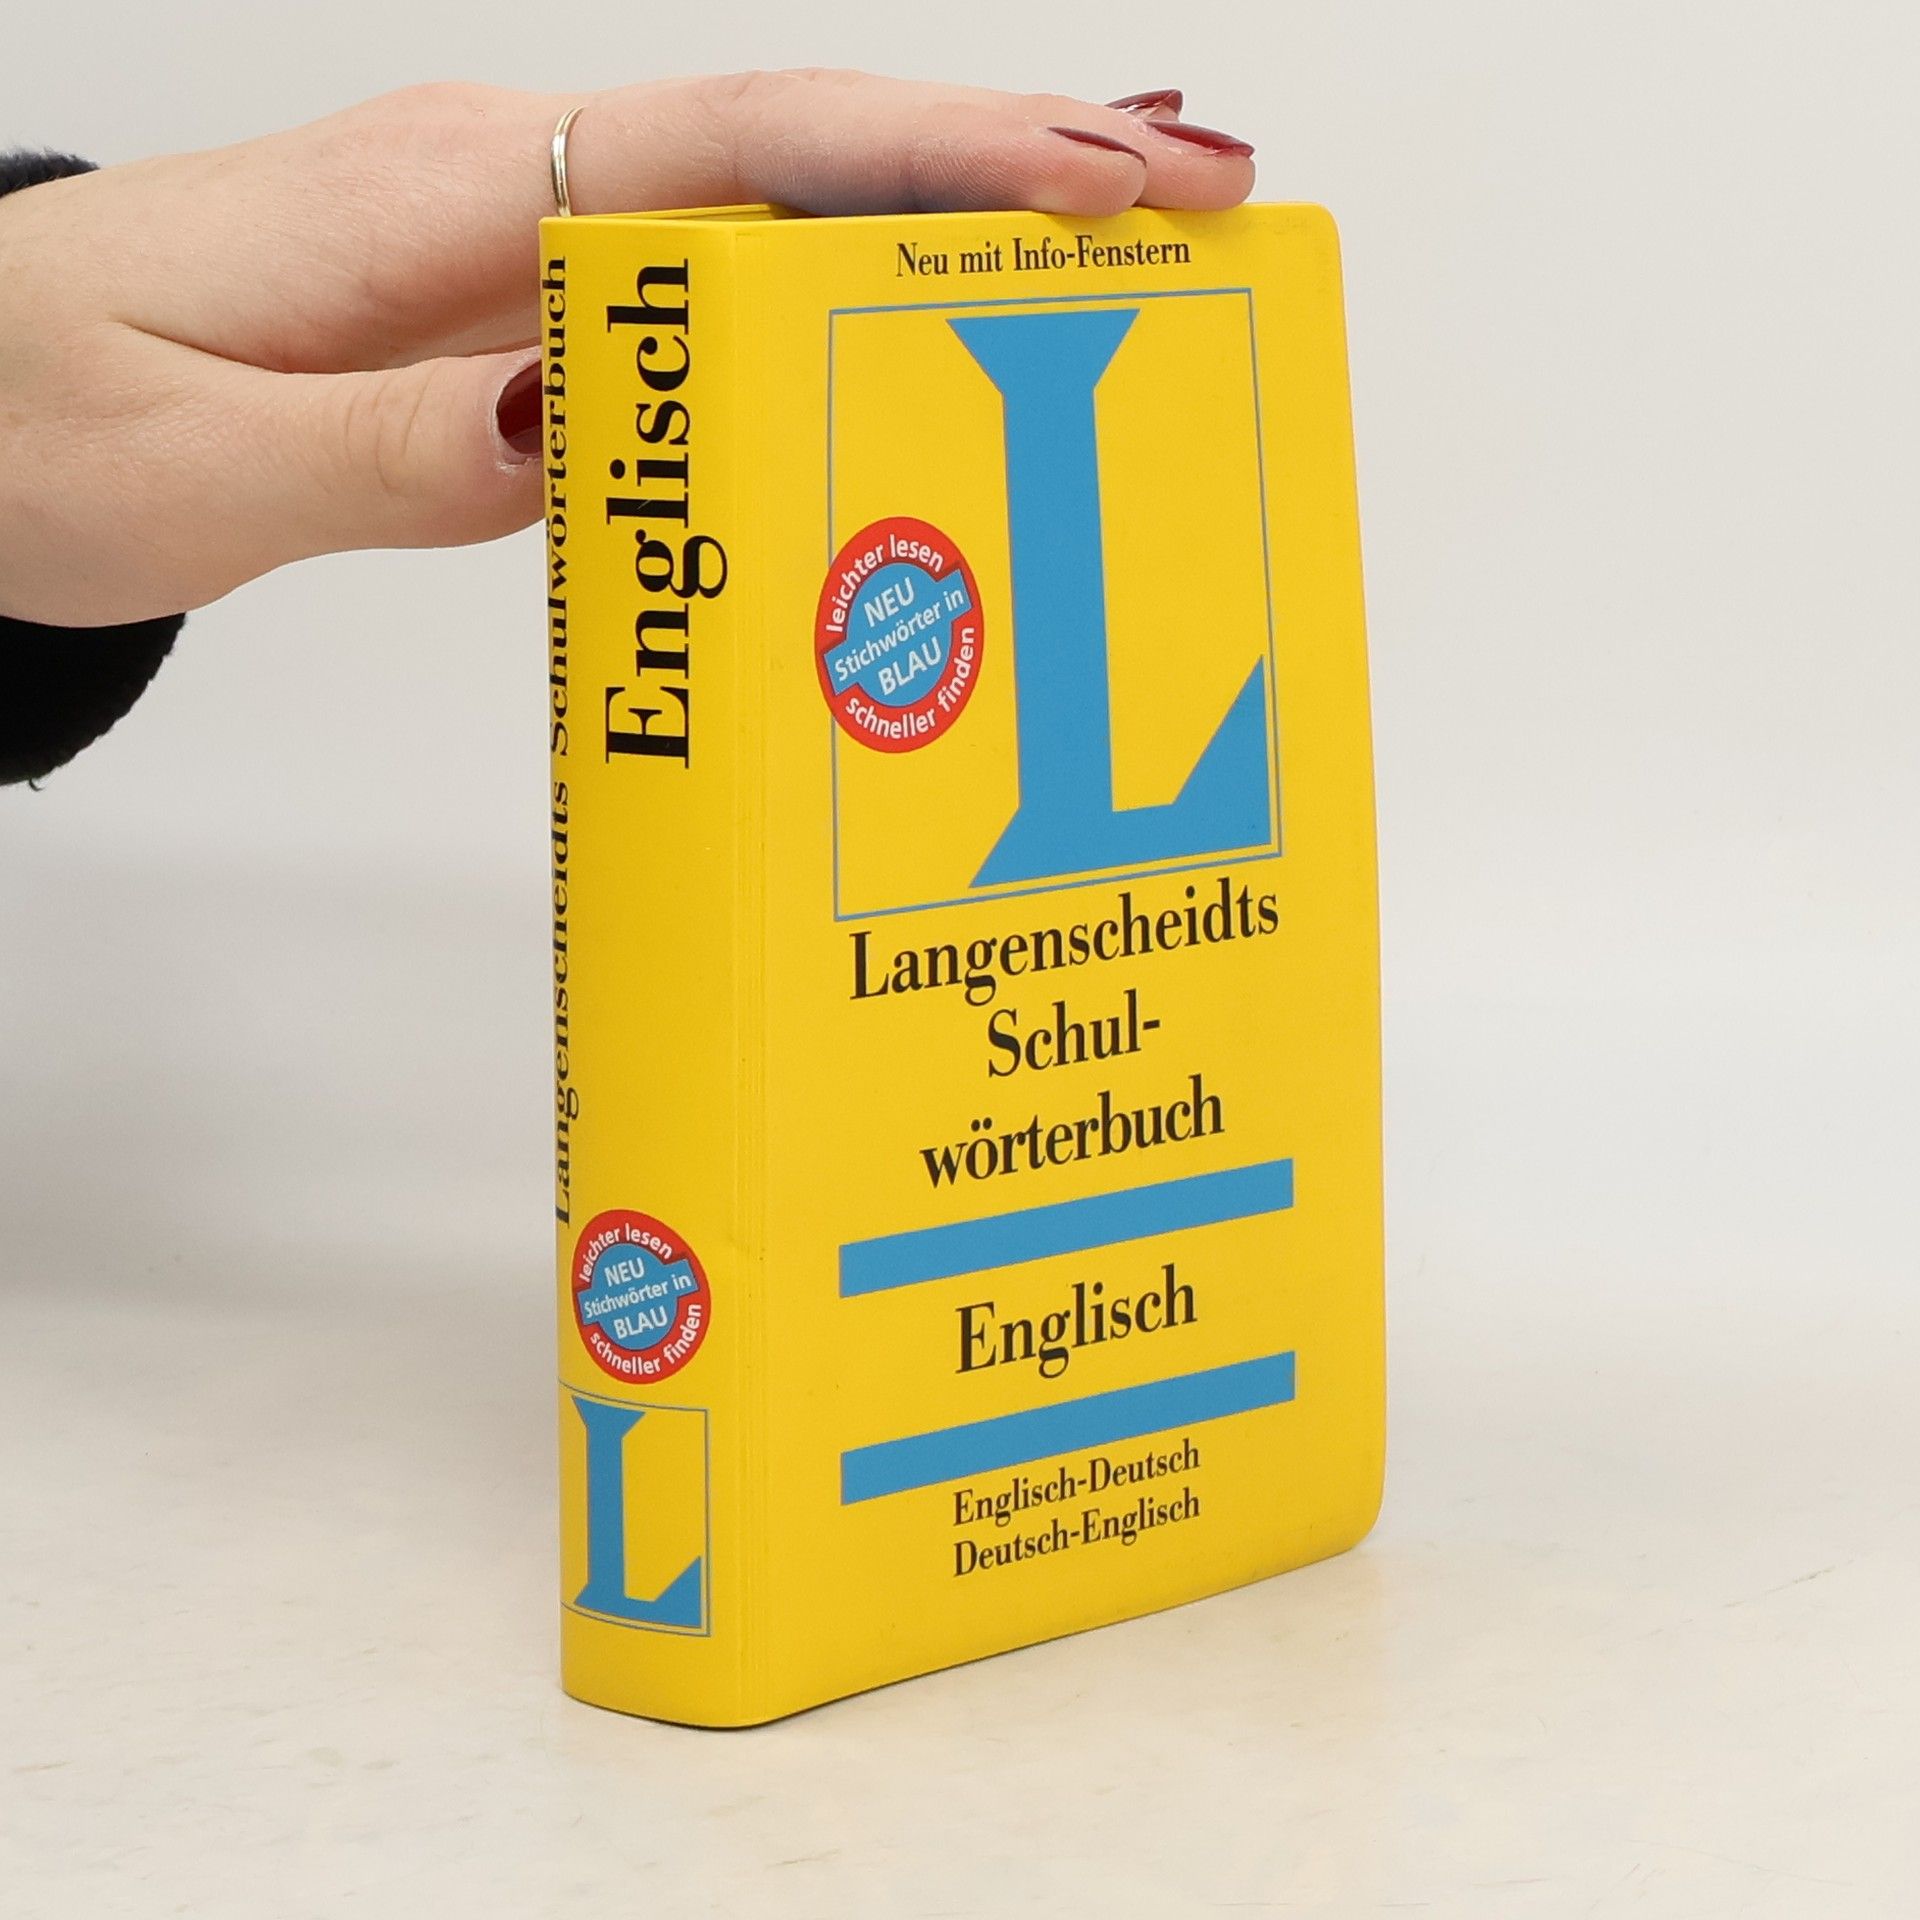 Langenscheidts Schulwörterbuch
Englisch
leichter lesen
NEU
Stichwörter in
BLAU
schneller finden
L
Neu mit Info-Fenstern
L
leichter lesen
NEU
Stichwörter in
BLAU
schneller finden
Langenscheidts
Schul-
wörterbuch
Englisch
Englisch-Deutsch
Deutsch-Englisch